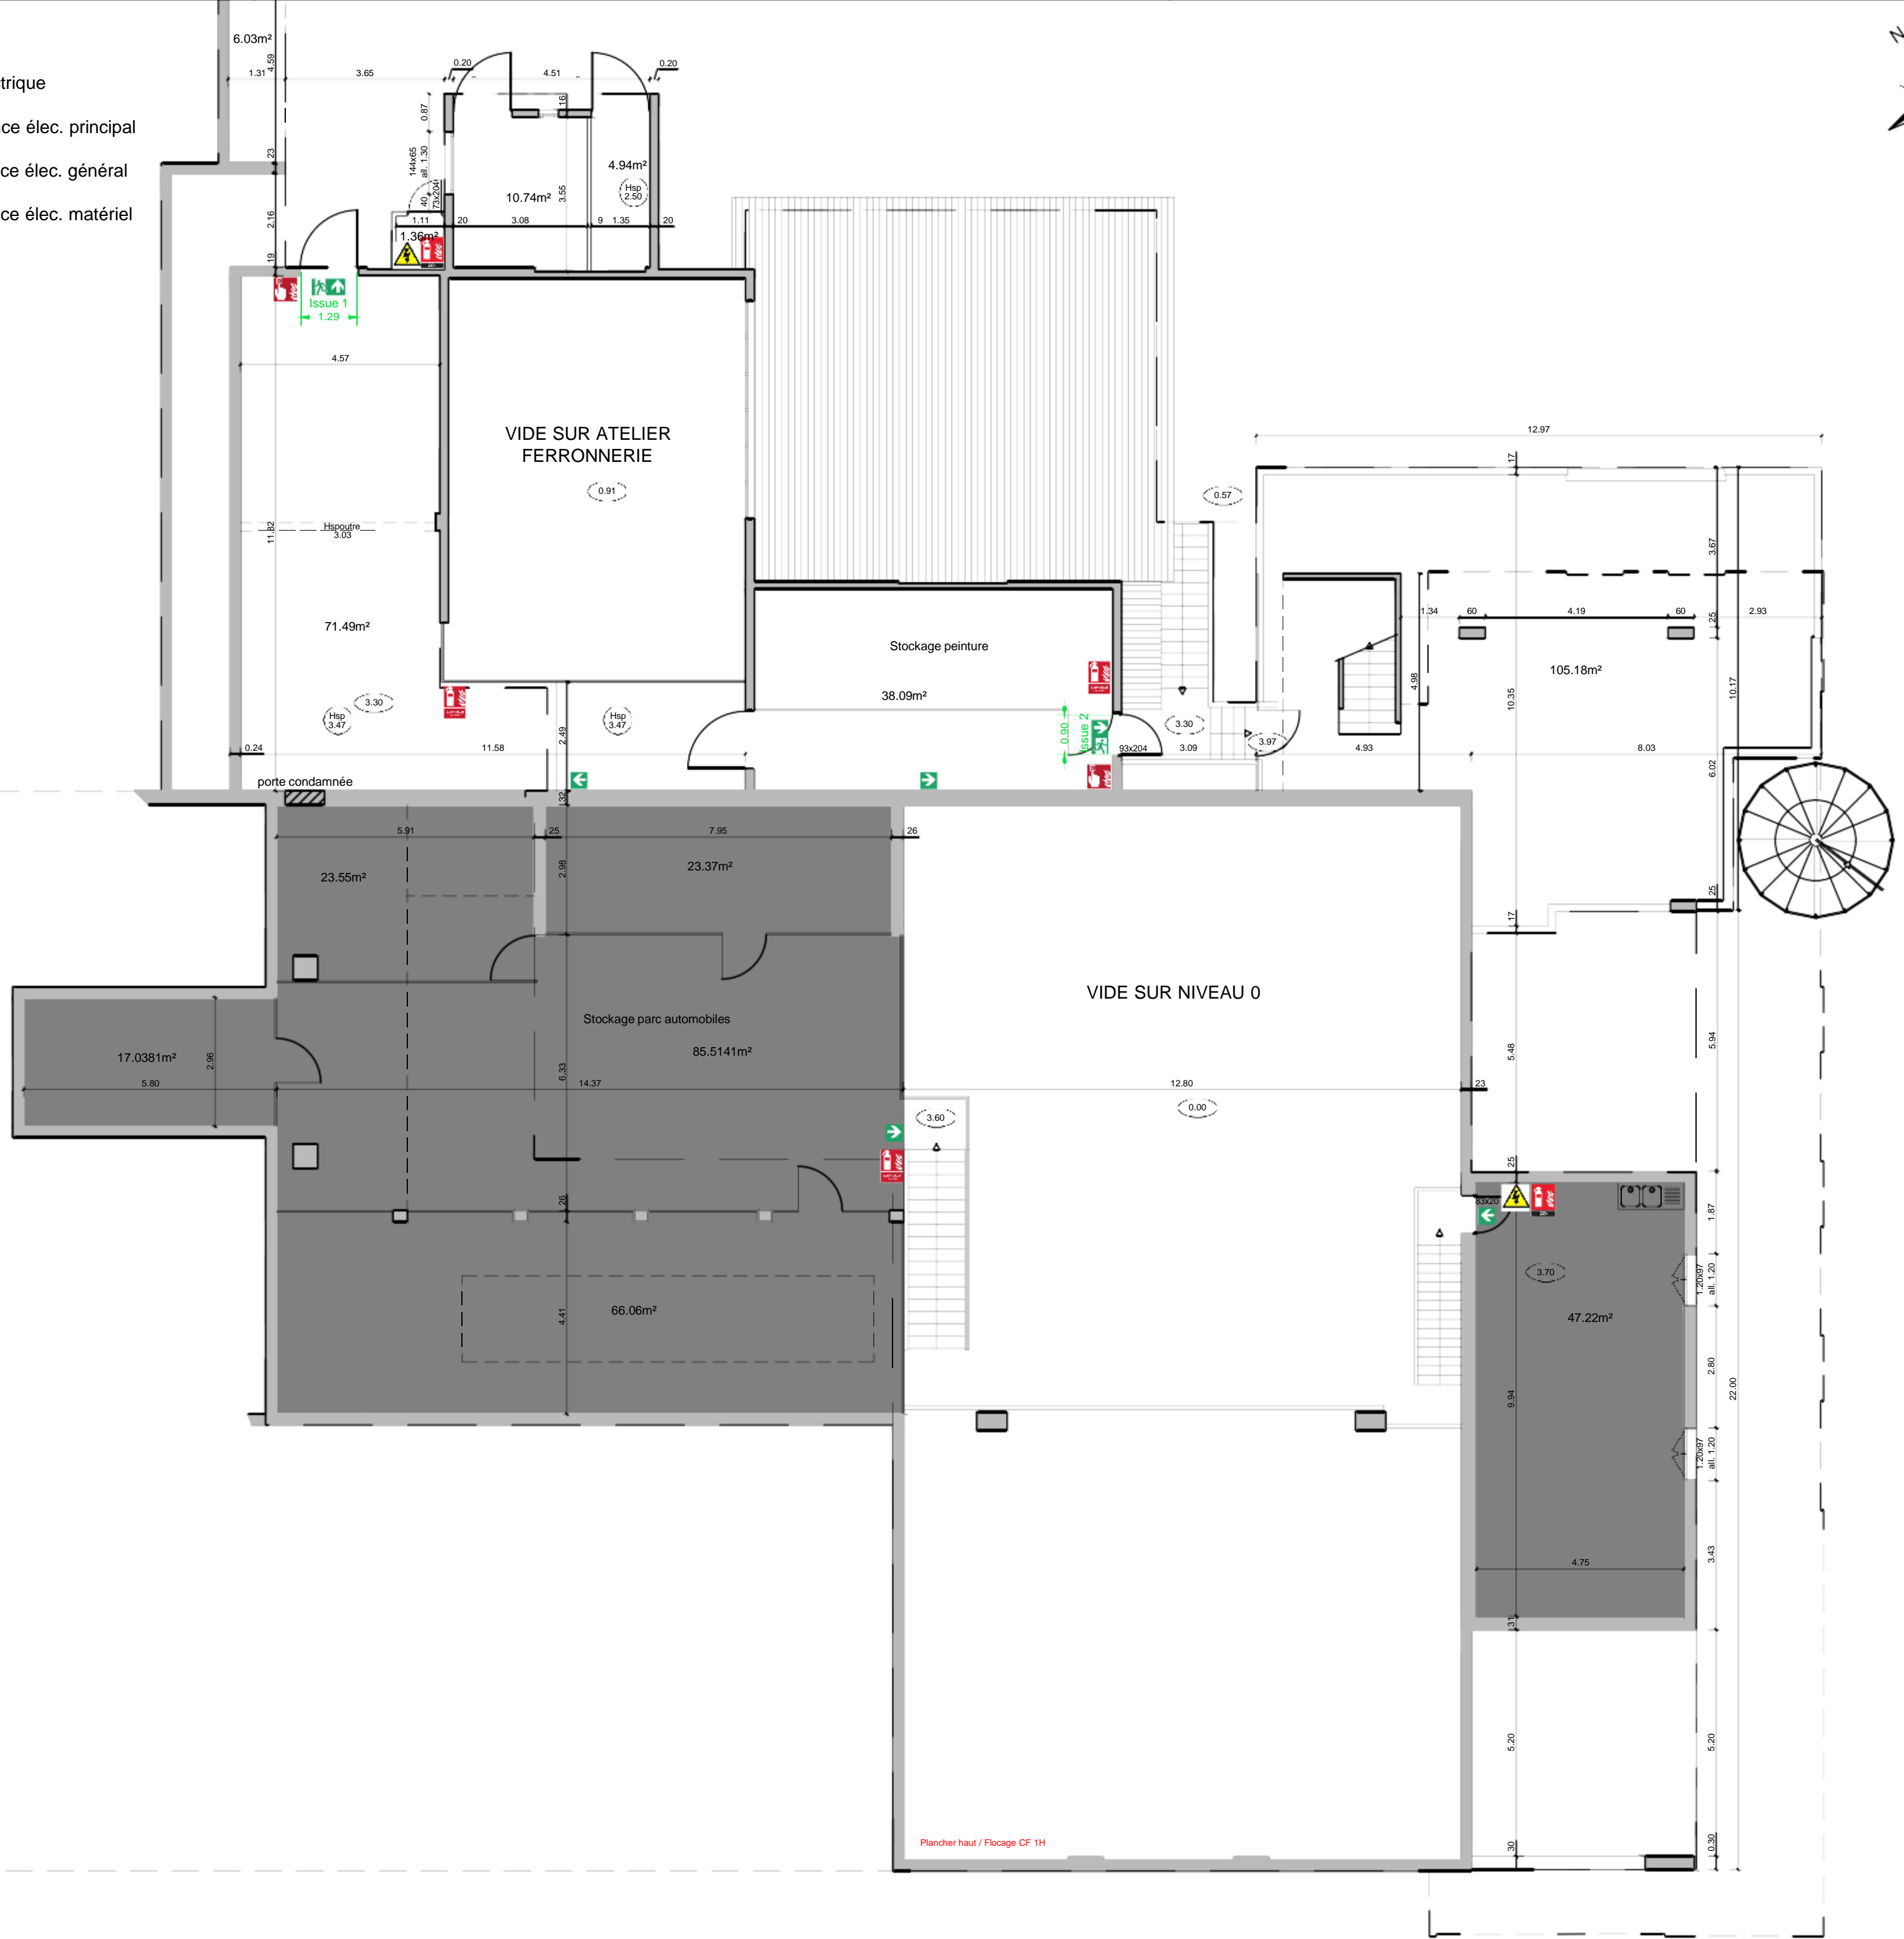 6.03m²
trique
ce élec. principal
ce élec. général
ce élec. matériel
1.31
4.59
3.65
0.20
4.51
0.20
16
0.87
144x65
all. 1.30
40
73x204
23
2.16
19
10.74m²
3.55
4.94m²
Hsp
2.50
1.11
20
3.08
9
1.35
20
1.36m²
Issue 1
1.29
4.57
VIDE SUR ATELIER
FERRONNERIE
0.91
12.97
17
0.57
11.82
Hspoutre
3.03
3.67
71.49m²
Stockage peinture
38.09m²
1.34
60
4.19
60
25
2.93
105.18m²
4.98
10.35
10.17
3.30
Hsp
3.47
Hsp
3.47
2.49
0.24
11.58
0.90
Issue 2
93x204
3.30
3.09
3.97
4.93
8.03
6.02
porte condamnée
32
5.91
25
7.95
26
2.98
23.55m²
23.37m²
25
17
VIDE SUR NIVEAU 0
Stockage parc automobiles
85.5141m²
17.0381m²
2.96
5.80
6.33
14.37
12.80
23
5.48
5.94
0.00
3.60
25
26
1.87
3.70
1.20x97
all. 1.20
66.06m²
4.41
47.22m²
9.94
2.80
22.00
1.20x97
all. 1.20
3.43
4.75
31
5.20
5.20
Plancher haut / Flocage CF 1H
30
0.30